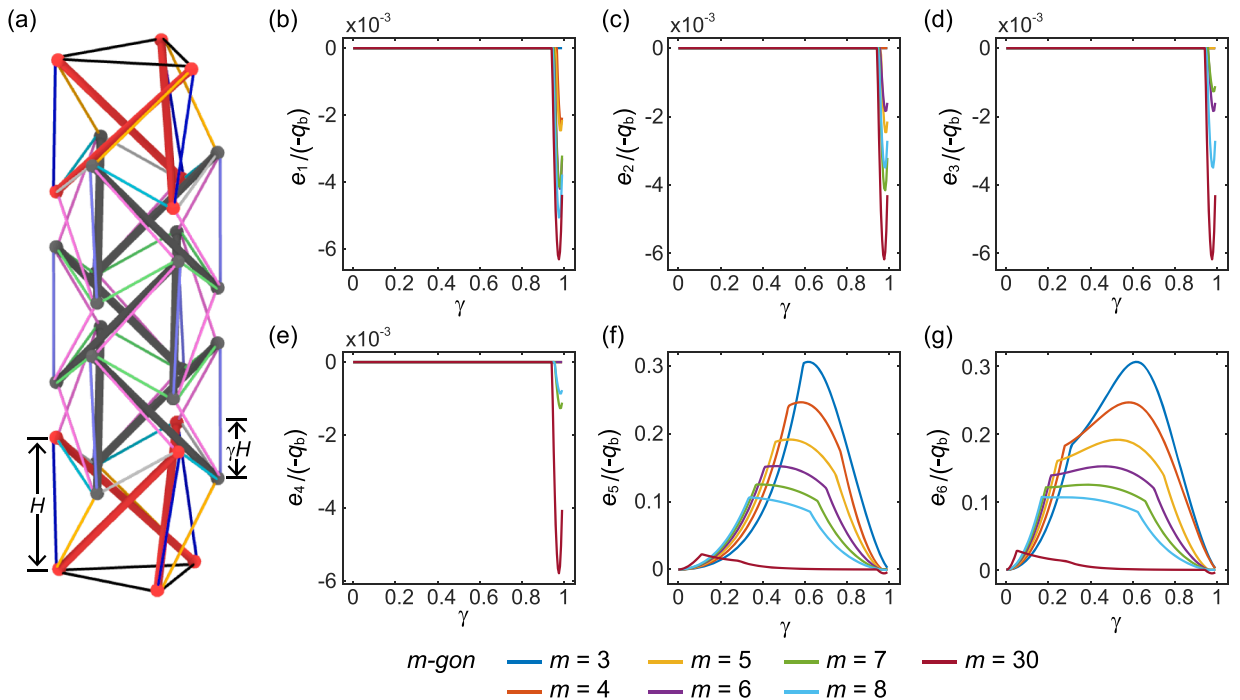 (a)
H
γH
(b)
x10⁻³
0
-2
-4
-6
e₁/(-q_b)
0 0.2 0.4 0.6 0.8 1
γ
(c)
x10⁻³
0
-2
-4
-6
e₂/(-q_b)
0 0.2 0.4 0.6 0.8 1
γ
(d)
x10⁻³
0
-2
-4
-6
e₃/(-q_b)
0 0.2 0.4 0.6 0.8 1
γ
(e)
x10⁻³
0
-2
-4
-6
e₄/(-q_b)
0 0.2 0.4 0.6 0.8 1
γ
(f)
0.3
0.2
0.1
0
e₅/(-q_b)
0 0.2 0.4 0.6 0.8 1
γ
(g)
0.3
0.2
0.1
0
e₆/(-q_b)
0 0.2 0.4 0.6 0.8 1
γ
m-gon m = 3 m = 5 m = 7 m = 30
m = 4 m = 6 m = 8